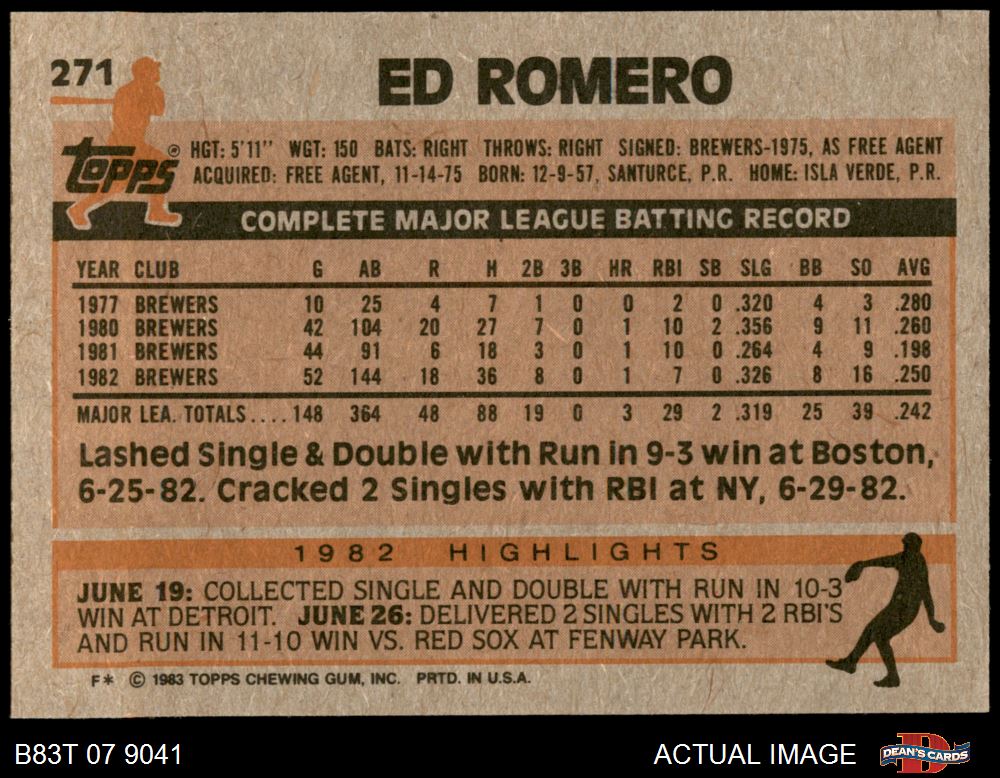 271
ED ROMERO
TOPPS®
HGT: 5'11" WGT: 150 BATS: RIGHT THROWS: RIGHT SIGNED: BREWERS-1975, AS FREE AGENT
ACQUIRED: FREE AGENT, 11-14-75 BORN: 12-9-57, SANTURCE, P.R. HOME: ISLA VERDE, P.R.
COMPLETE MAJOR LEAGUE BATTING RECORD
YEAR CLUB G AB R H 2B 3B HR RBI SB SLG BB SO AVG
1977 BREWERS 10 25 4 7 1 0 0 2 0 .320 4 3 .280
1980 BREWERS 42 104 20 27 7 0 1 10 2 .356 9 11 .260
1981 BREWERS 44 91 6 18 3 0 1 10 0 .264 4 9 .198
1982 BREWERS 52 144 18 36 8 0 1 7 0 .326 8 16 .250
MAJOR LEA. TOTALS.... 148 364 48 88 19 0 3 29 2 .319 25 39 .242
Lashed Single & Double with Run in 9-3 win at Boston,
6-25-82. Cracked 2 Singles with RBI at NY, 6-29-82.
1982 HIGHLIGHTS
JUNE 19: COLLECTED SINGLE AND DOUBLE WITH RUN IN 10-3
WIN AT DETROIT. JUNE 26: DELIVERED 2 SINGLES WITH 2 RBI'S
AND RUN IN 11-10 WIN VS. RED SOX AT FENWAY PARK.
F* © 1983 TOPPS CHEWING GUM, INC. PRTD. IN U.S.A.
B83T 07 9041 ACTUAL IMAGE D DEAN'S CARDS